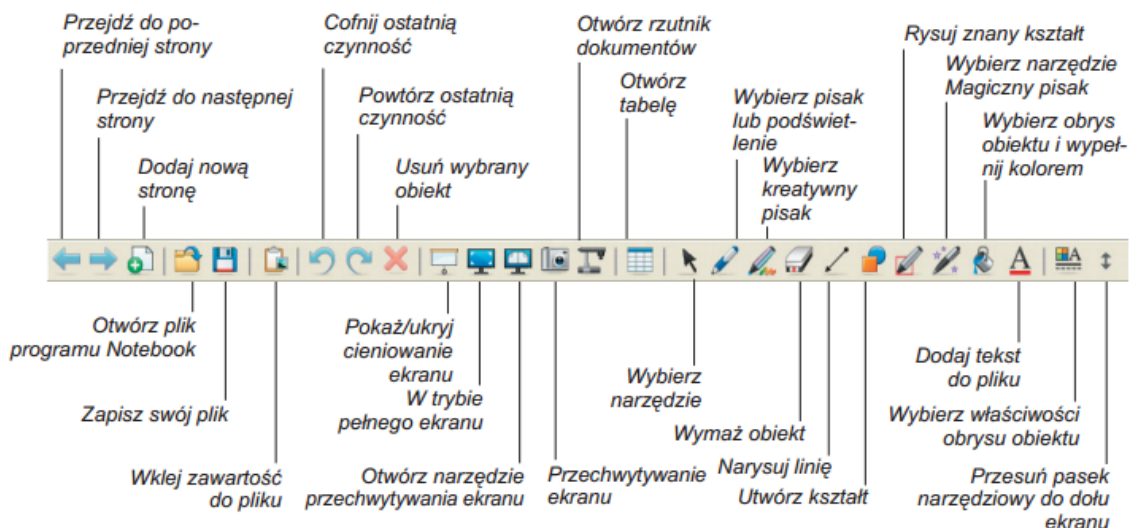 Przejdź do po-
przedniej strony
Cofnij ostatnią
czynność
Otwórz rzutnik
dokumentów
Rysuj znany kształt
Przejdź do następnej
strony
Powtórz ostatnią
czynność
Otwórz
tabelę
Wybierz pisak
lub podświet-
lenie
Wybierz narzędzie
Magiczny pisak
Dodaj nową
stronę
Usuń wybrany
obiekt
Wybierz
kreatywny
pisak
Wybierz obrys
obiektu i wypeł-
nij kolorem
A
A
Otwórz plik
programu Notebook
Pokaż/ukryj
cieniowanie
ekranu
Wybierz
narzędzie
Dodaj tekst
do pliku
Zapisz swój plik
W trybie
pełnego ekranu
Wymaż obiekt
Wybierz właściwości
obrysu obiektu
Wklej zawartość
do pliku
Otwórz narzędzie
przechwytywania ekranu
Przechwytywanie
ekranu
Narysuj linię
Utwórz kształt
Przesuń pasek
narzędziowy do dołu
ekranu